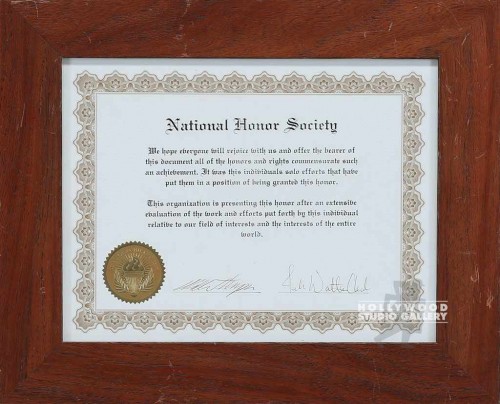 National Honor Society
We hope everyone will rejoice with us and offer the bearer of
this document all of the honors and rights commensurate such
an achievement. It was this individuals solo efforts that have
put them in a position of being granted this honor.
This organization is presenting this honor after an extensive
evaluation of the work and efforts put forth by this individual
relative to our field of interests and the interests of the entire
world.
HOLLYWOOD
STUDIO GALLERY